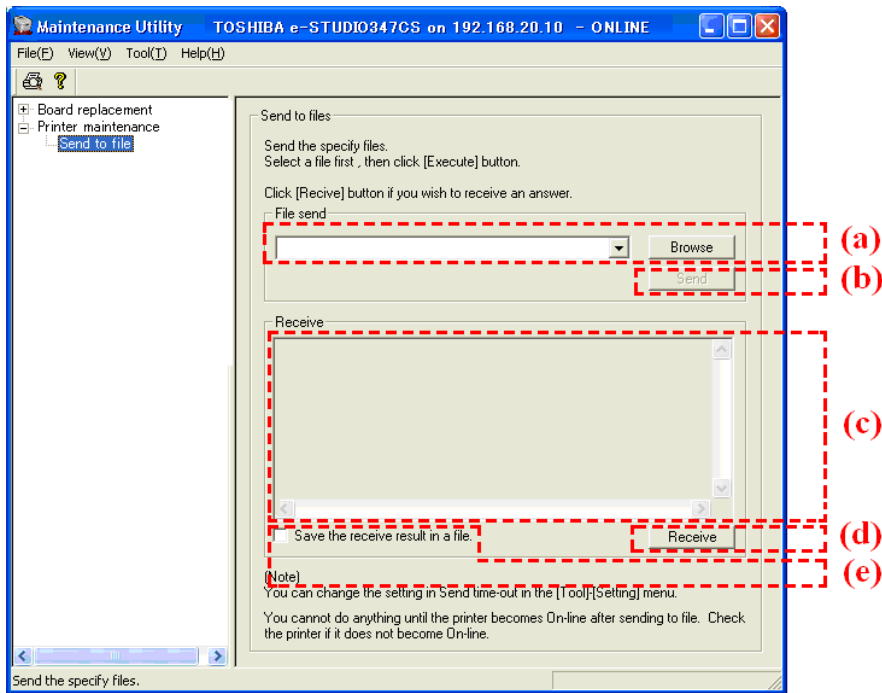 Maintenance Utility TOSHIBA e-STUDIO347CS on 192.168.20.10 - ONLINE
File(F) View(V) Tool(T) Help(H)
Board replacement
Printer maintenance
Send to file
Send to files
Send the specify files.
Select a file first , then click [Execute] button.
Click [Recive] button if you wish to receive an answer.
File send
Browse
(a)
Send
(b)
Receive
(c)
Save the receive result in a file.
Receive
(d)
(e)
(Note)
You can change the setting in Send time-out in the [Tool]-[Setting] menu.
You cannot do anything until the printer becomes On-line after sending to file. Check
the printer if it does not become On-line.
Send the specify files.